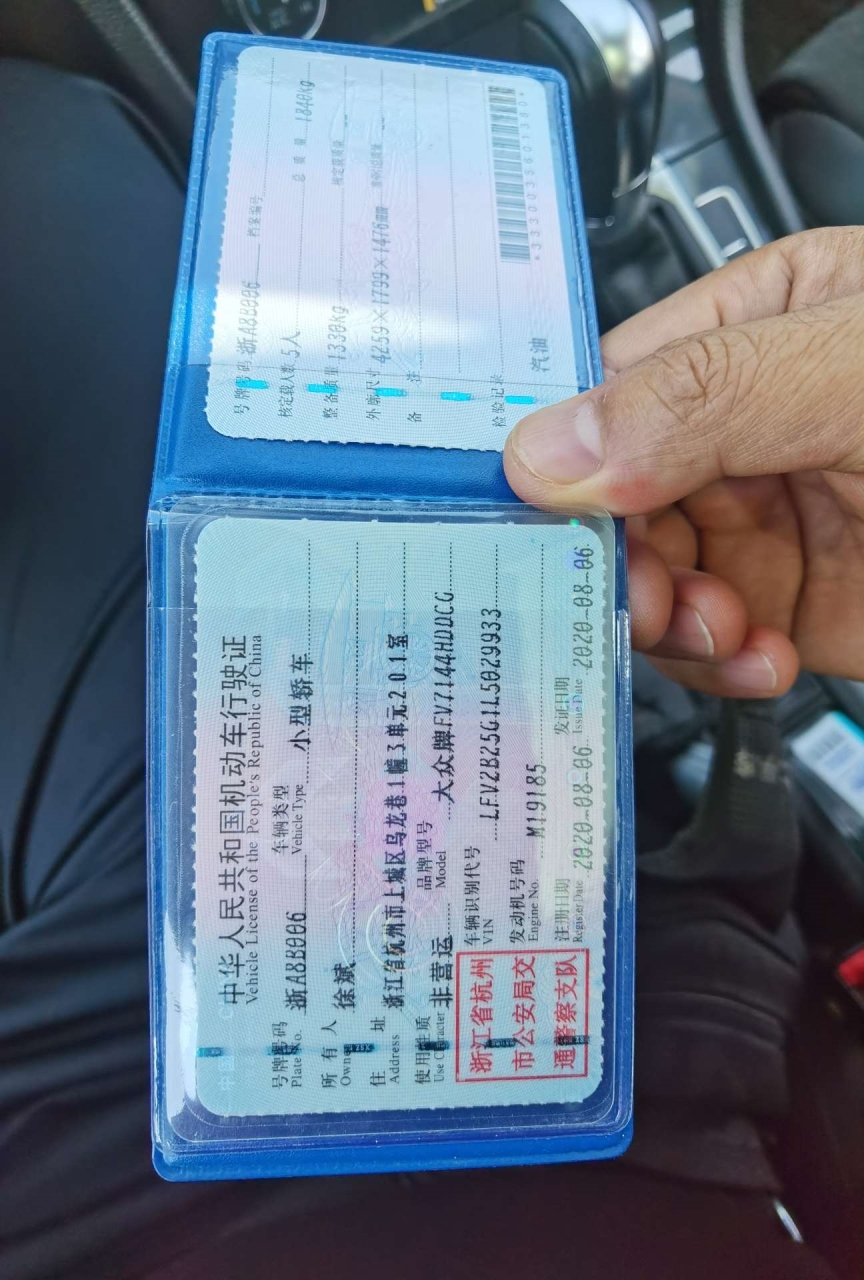 中华人民共和国机动车行驶证
Vehicle License of the People's Republic of China
号牌号码 浙A8B006 车辆类型 小型轿车
Plate No. Vehicle Type
所有人 徐斌
Owner
住址 浙江省杭州市上城区乌龙巷1幢3单元201室
Address
使用性质 非营运 品牌型号 大众牌FV7144HDDCG
Use Character Model
浙江省杭州
市公安局交
通警察支队
车辆识别代号 LFV2B25G1L5029933
VIN
发动机号码 M19185
Engine No.
注册日期 2020-08-06 发证日期 2020-08-06
Register Date Issue Date
号牌号码 浙A8B006 档案编号
核定载人数 5人 总质量 1840kg
整备质量 1330kg 核定载质量
外廓尺寸 4259×1799×1476mm
备注
检验记录
汽油